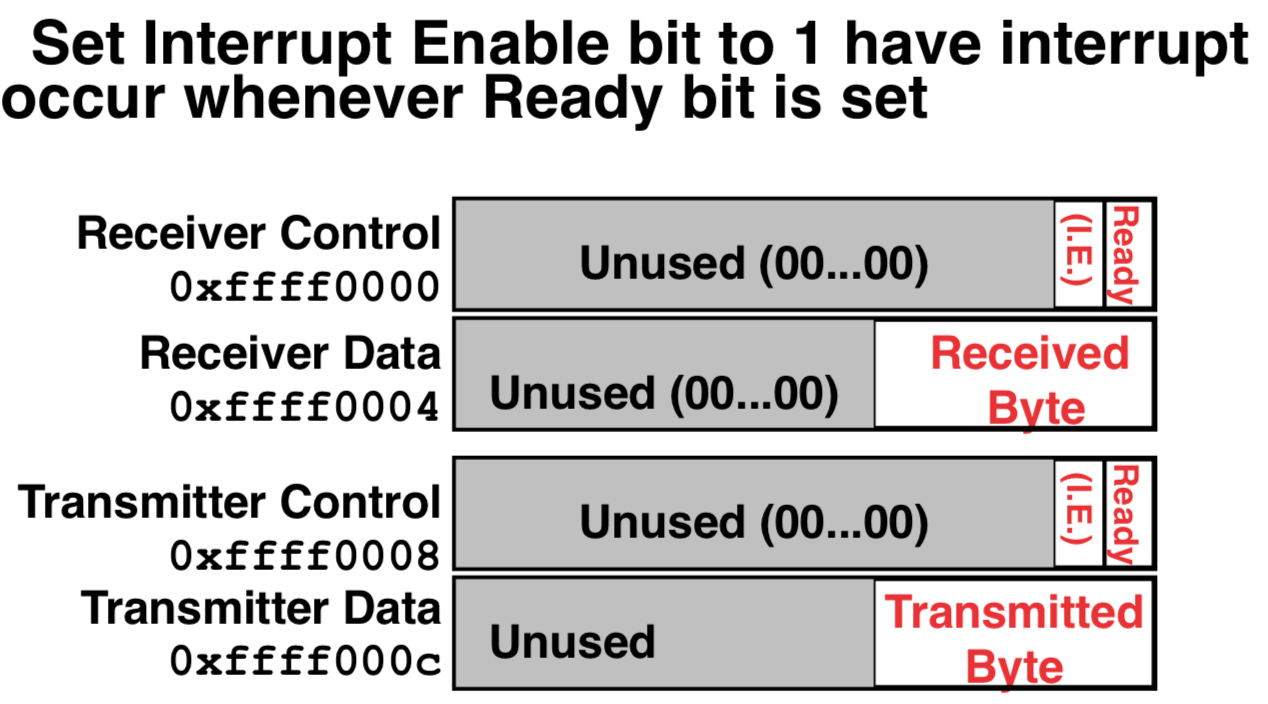 Set Interrupt Enable bit to 1 have interrupt
occur whenever Ready bit is set
Receiver Control
0xffff0000
Unused (00...00)
(I.E.)
Ready
Receiver Data
0xffff0004
Unused (00...00)
Received
Byte
Transmitter Control
0xffff0008
Unused (00...00)
(I.E.)
Ready
Transmitter Data
0xffff000c
Unused
Transmitted
Byte